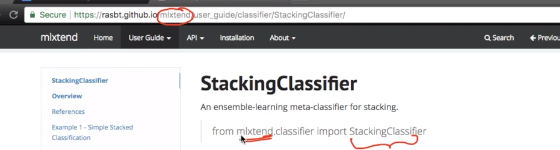 Secure https://rasbt.github.io/mlxtend/user_guide/classifier/StackingClassifier/
mlxtend Home User Guide API Installation About Search Previou
StackingClassifier
Overview
References
Example 1 - Simple Stacked
Classification
StackingClassifier
An ensemble-learning meta-classifier for stacking.
from mlxtend.classifier import StackingClassifier